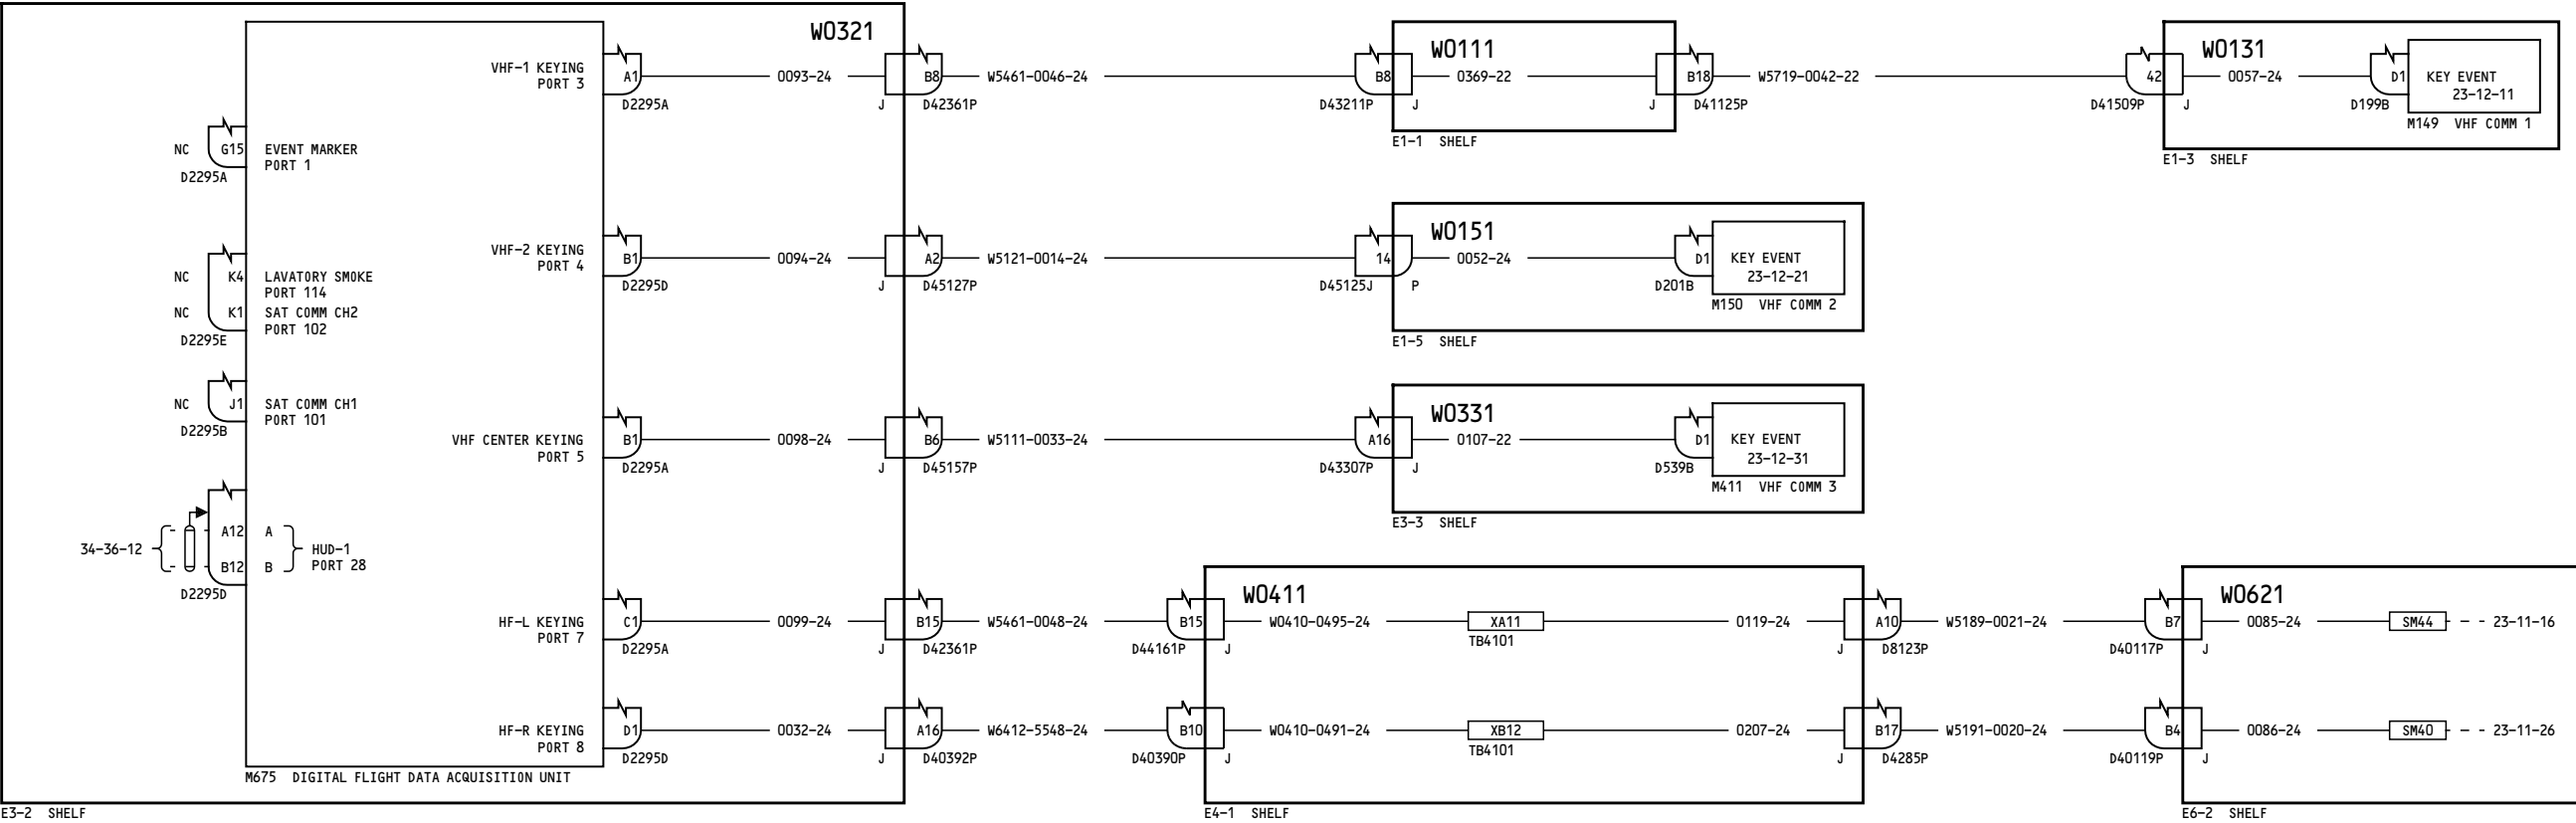 W0321
VHF-1 KEYING
PORT 3
A1
D2295A
0093-24
J
B8
D42361P
W5461-0046-24
B8
D43211P
J
W0111
0369-22
J
B18
D41125P
E1-1 SHELF
W5719-0042-22
42
D41509P
J
W0131
0057-24
D1
D199B
KEY EVENT
23-12-11
M149 VHF COMM 1
E1-3 SHELF
NC
G15
D2295A
EVENT MARKER
PORT 1
VHF-2 KEYING
PORT 4
B1
D2295D
0094-24
J
A2
D45127P
W5121-0014-24
14
D45125J
P
W0151
0052-24
D1
D201B
KEY EVENT
23-12-21
M150 VHF COMM 2
E1-5 SHELF
NC
K4
LAVATORY SMOKE
PORT 114
NC
K1
SAT COMM CH2
PORT 102
D2295E
NC
J1
SAT COMM CH1
PORT 101
D2295B
VHF CENTER KEYING
PORT 5
B1
D2295A
0098-24
J
B6
D45157P
W5111-0033-24
A16
D43307P
J
W0331
0107-22
D1
D539B
KEY EVENT
23-12-31
M411 VHF COMM 3
E3-3 SHELF
34-36-12
A12
A
B12
B
HUD-1
PORT 28
D2295D
HF-L KEYING
PORT 7
C1
D2295A
0099-24
J
B15
D42361P
W5461-0048-24
B15
D44161P
J
W0411
W0410-0495-24
XA11
TB4101
0119-24
J
A10
D8123P
W5189-0021-24
B7
D40117P
J
W0621
0085-24
SM44
23-11-16
HF-R KEYING
PORT 8
D1
D2295D
0032-24
J
A16
D40392P
W6412-5548-24
B10
D40390P
J
W0410-0491-24
XB12
TB4101
0207-24
J
B17
D4285P
W5191-0020-24
B4
D40119P
J
0086-24
SM40
23-11-26
M675 DIGITAL FLIGHT DATA ACQUISITION UNIT
E3-2 SHELF
E4-1 SHELF
E6-2 SHELF